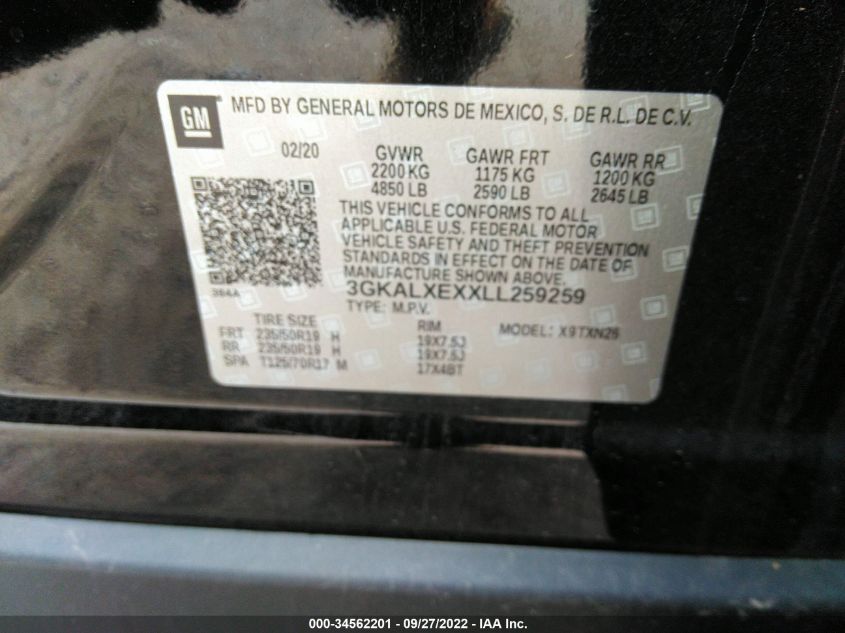 GM
MFD BY GENERAL MOTORS DE MEXICO, S. DE R.L. DE C.V.
02/20 GVWR GAWR FRT GAWR RR
2200 KG 1175 KG 1200 KG
4850 LB 2590 LB 2645 LB
THIS VEHICLE CONFORMS TO ALL
APPLICABLE U.S. FEDERAL MOTOR
VEHICLE SAFETY AND THEFT PREVENTION
STANDARDS IN EFFECT ON THE DATE OF
MANUFACTURE SHOWN ABOVE.
3GKALXEXXLL259259
384A
TYPE: M.P.V.
TIRE SIZE RIM MODEL: X9TXN26
FRT 235/50R19 H 19X7.5J
RR 235/50R19 H 19X7.5J
SPA T125/70R17 M 17X4BT
000-34562201 - 09/27/2022 - IAA Inc.